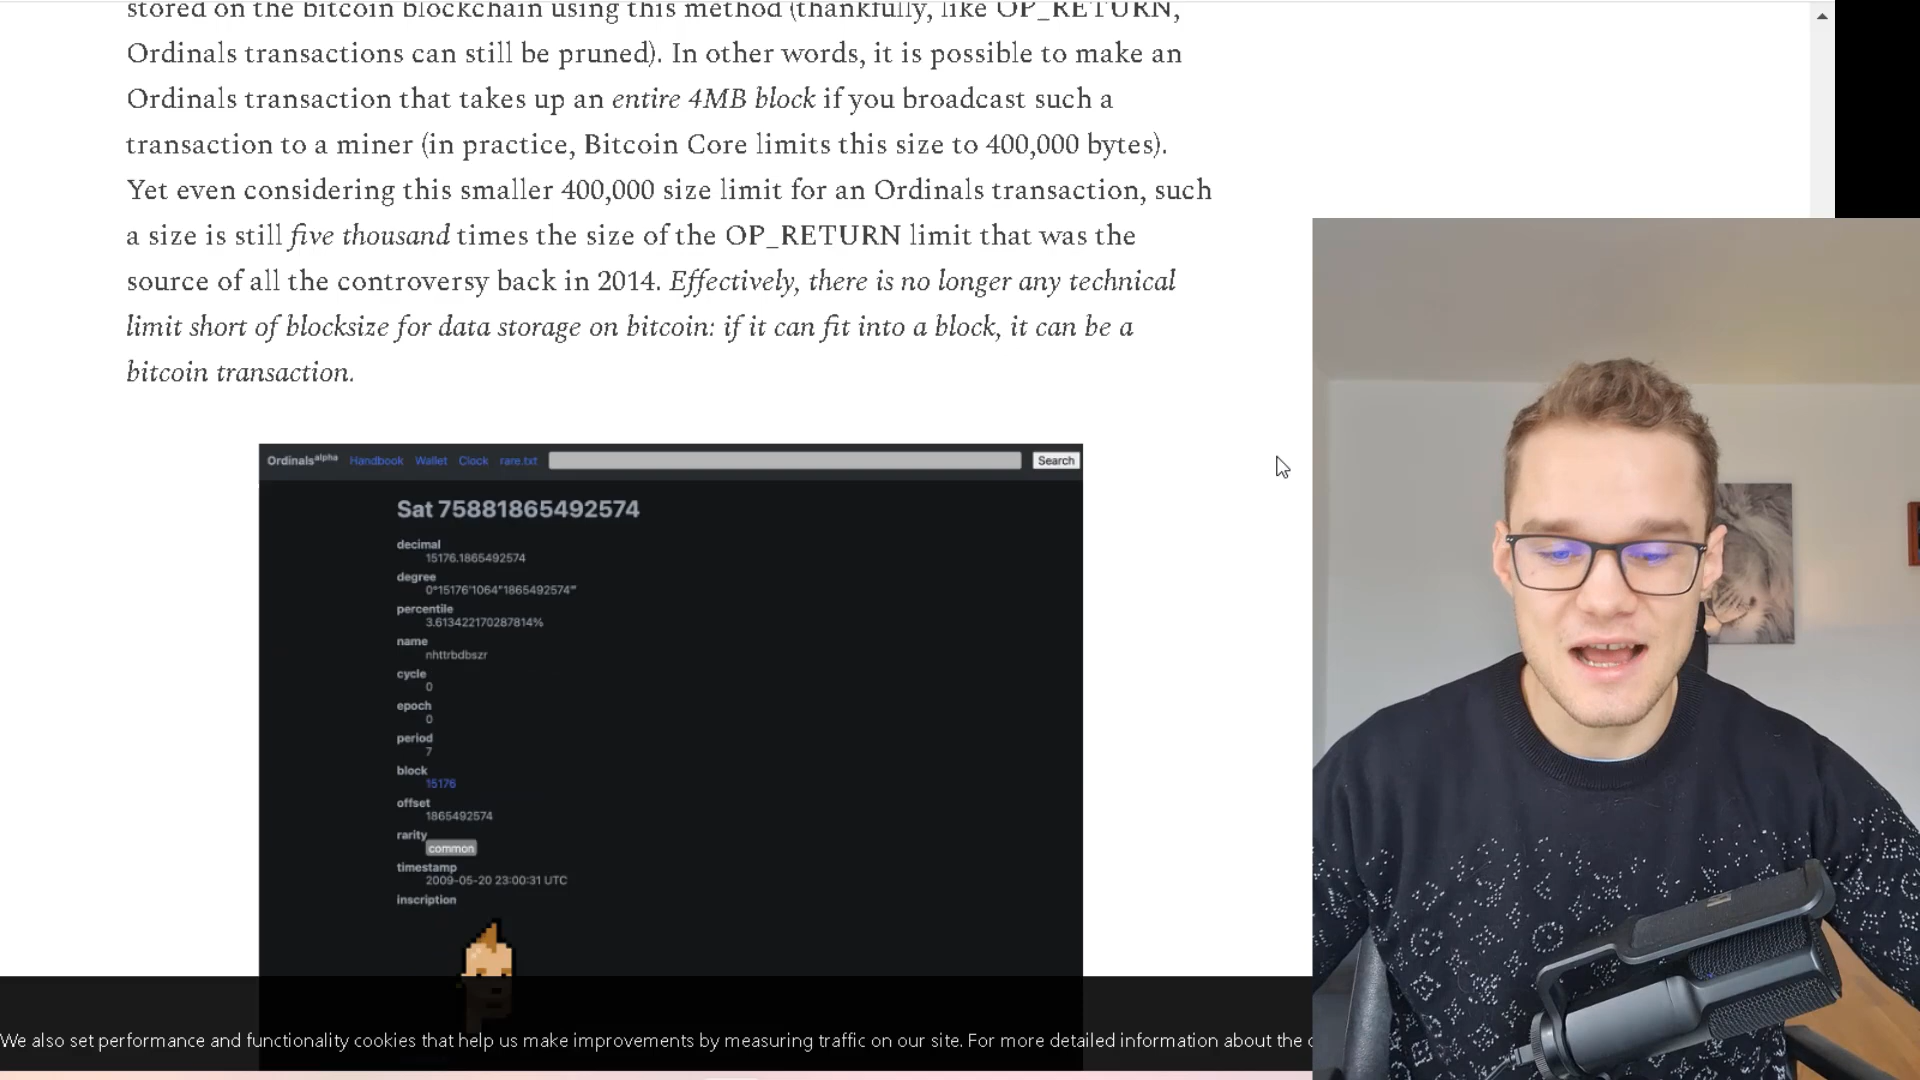 stored on the bitcoin blockchain using this method (thankfully, like OP_RETURN,
Ordinals transactions can still be pruned). In other words, it is possible to make an
Ordinals transaction that takes up an entire 4MB block if you broadcast such a
transaction to a miner (in practice, Bitcoin Core limits this size to 400,000 bytes).
Yet even considering this smaller 400,000 size limit for an Ordinals transaction, such
a size is still five thousand times the size of the OP_RETURN limit that was the
source of all the controversy back in 2014. Effectively, there is no longer any technical
limit short of blocksize for data storage on bitcoin: if it can fit into a block, it can be a
bitcoin transaction.
Ordinalsalpha Handbook Wallet Clock rare.txt Search
Sat 75881865492574
decimal
15176.1865492574
degree
0°15176′1064″1865492574‴
percentile
3.613422170287814%
name
nhttrbdbszr
cycle
0
epoch
0
period
7
block
15176
offset
1865492574
rarity
common
timestamp
2009-05-20 23:00:31 UTC
inscription
We also set performance and functionality cookies that help us make improvements by measuring traffic on our site. For more detailed information about the